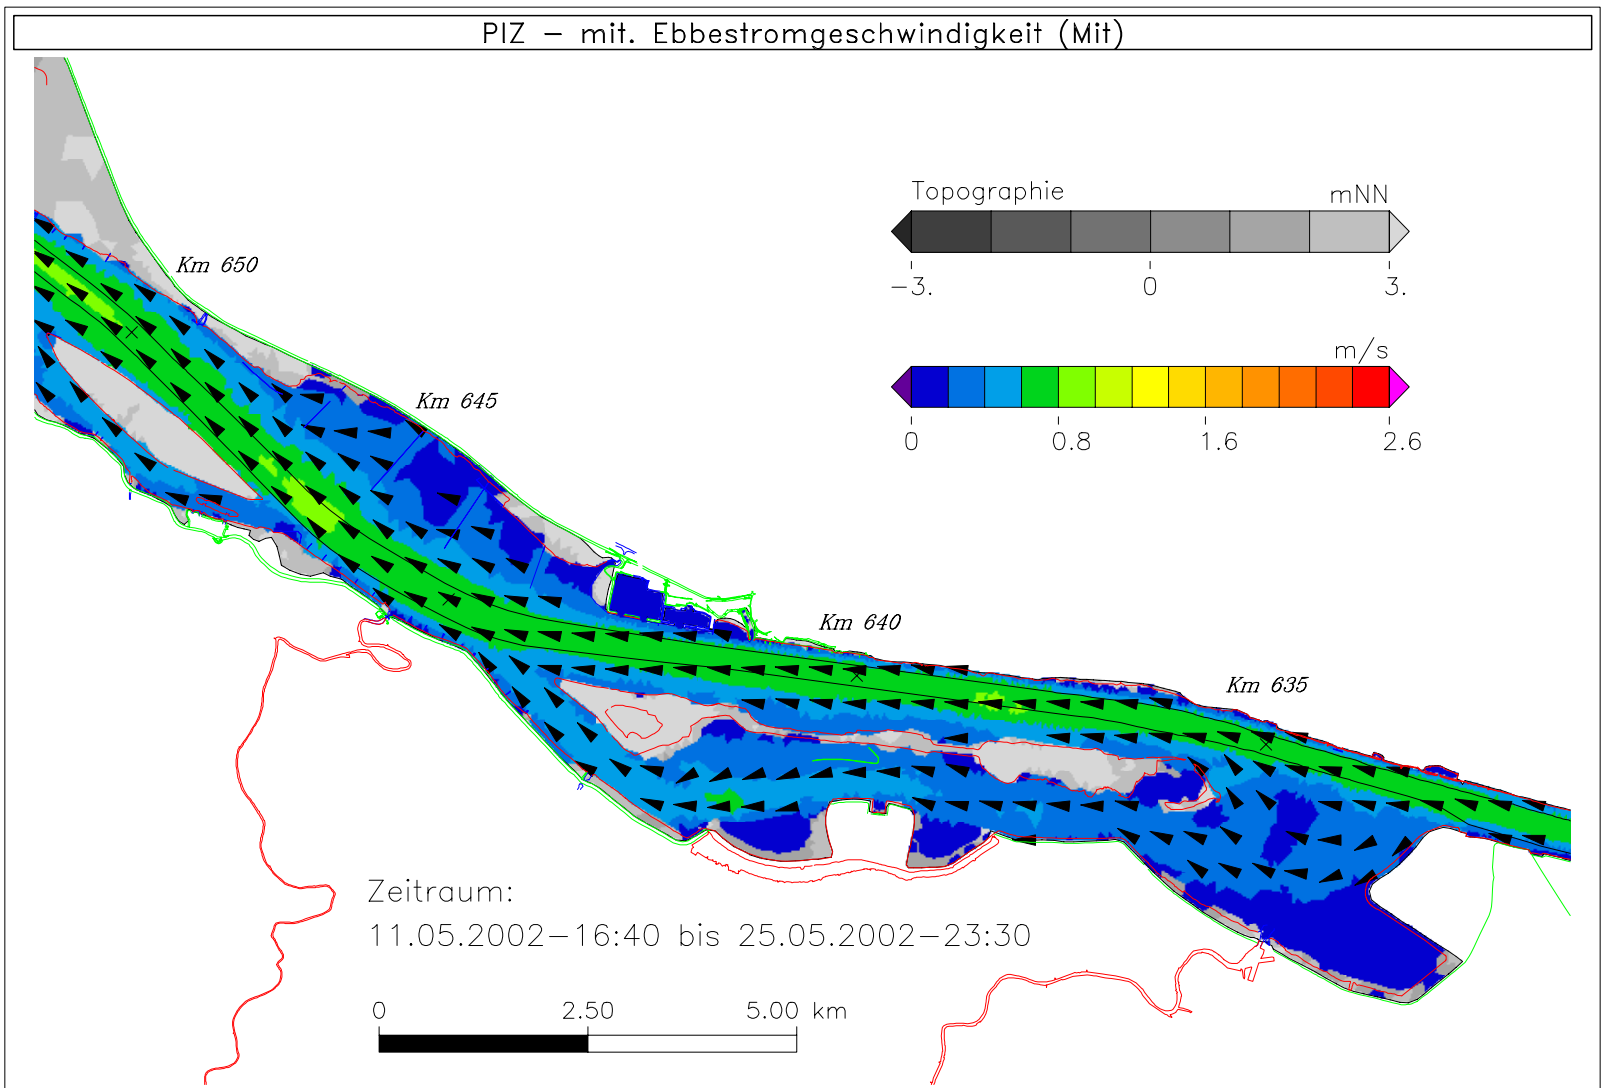 PIZ – mit. Ebbestromgeschwindigkeit (Mit)
Topographie mNN
−3. 0 3.
Km 650
m/s
0 0.8 1.6 2.6
Km 645
Km 640
Km 635
Zeitraum:
11.05.2002−16:40 bis 25.05.2002−23:30
0 2.50 5.00 km